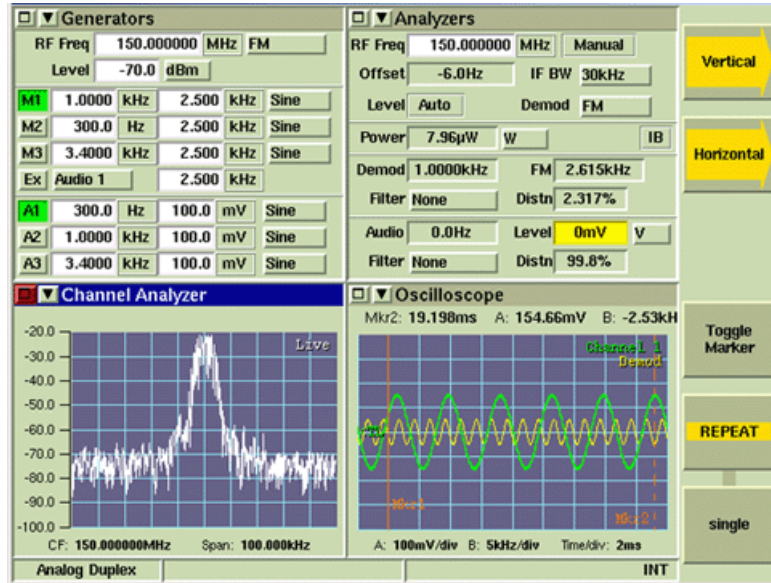 Generators
RF Freq 150.000000 MHz FM
Level -70.0 dBm
M1 1.0000 kHz 2.500 kHz Sine
M2 300.0 Hz 2.500 kHz Sine
M3 3.4000 kHz 2.500 kHz Sine
Ex Audio 1 2.500 kHz
A1 300.0 Hz 100.0 mV Sine
A2 1.0000 kHz 100.0 mV Sine
A3 3.4000 kHz 100.0 mV Sine
Analyzers
RF Freq 150.000000 MHz Manual
Offset -6.0Hz IF BW 30kHz
Level Auto Demod FM
Power 7.96µW W IB
Demod 1.0000kHz FM 2.615kHz
Filter None Distn 2.317%
Audio 0.0Hz Level 0mV V
Filter None Distn 99.8%
Channel Analyzer
Live
-20.0
-30.0
-40.0
-50.0
-60.0
-70.0
-80.0
-90.0
-100.0
CF: 150.000000MHz Span: 100.000kHz
Oscilloscope
Mkr2: 19.198ms A: 154.66mV B: -2.53kH
Channel 1
Demod
Mkr1
Mkr2
A: 100mV/div B: 5kHz/div Time/div: 2ms
Vertical
Horizontal
Toggle
Marker
REPEAT
single
Analog Duplex INT